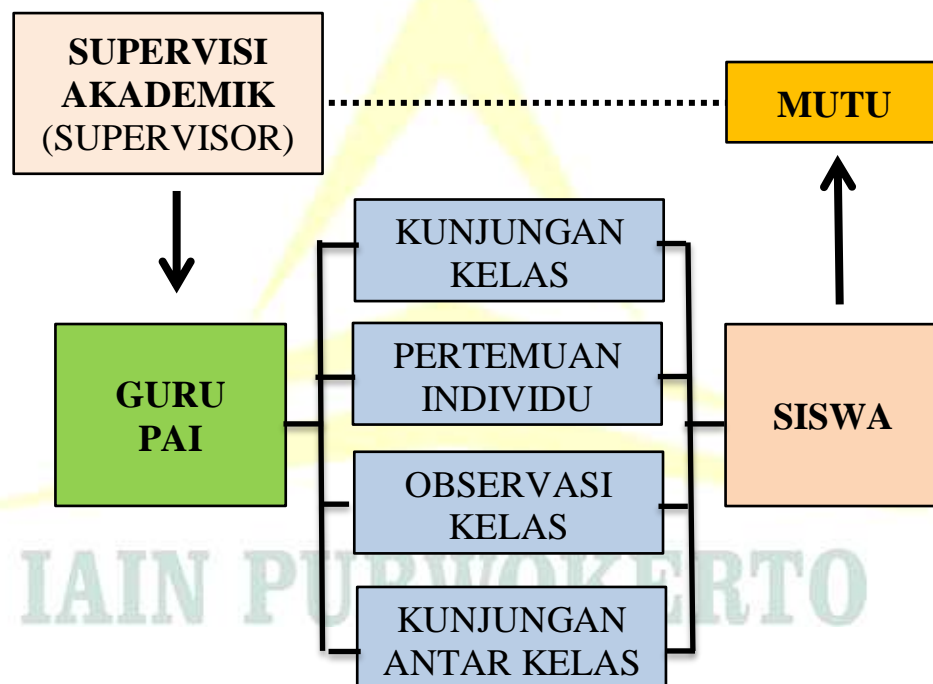 SUPERVISI
AKADEMIK
(SUPERVISOR)
MUTU
KUNJUNGAN
KELAS
PERTEMUAN
INDIVIDU
GURU
PAI
SISWA
OBSERVASI
KELAS
KUNJUNGAN
ANTAR KELAS
IAIN PURWOKERTO